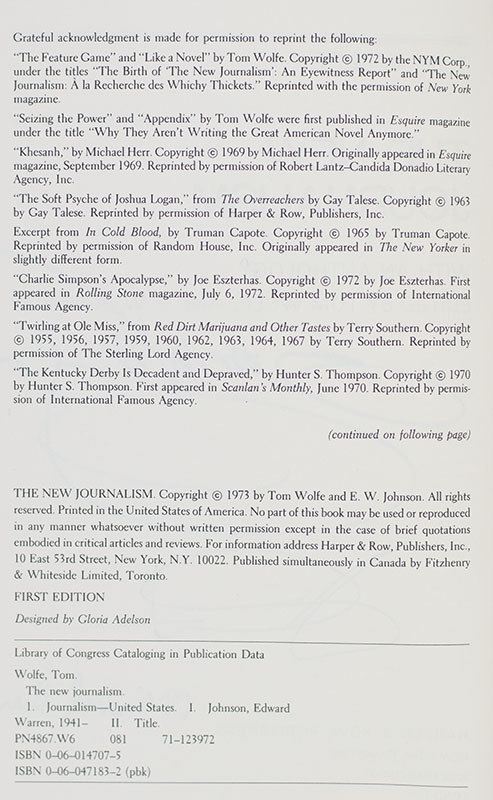 Grateful acknowledgment is made for permission to reprint the following:
"The Feature Game" and "Like a Novel" by Tom Wolfe. Copyright © 1972 by the NYM Corp.,
under the titles "The Birth of 'The New Journalism': An Eyewitness Report" and "The New
Journalism: À la Recherche des Whichy Thickets." Reprinted with the permission of New York
magazine.
"Seizing the Power" and "Appendix" by Tom Wolfe were first published in Esquire magazine
under the title "Why They Aren't Writing the Great American Novel Anymore."
"Khesanh," by Michael Herr. Copyright © 1969 by Michael Herr. Originally appeared in Esquire
magazine, September 1969. Reprinted by permission of Robert Lantz–Candida Donadio Literary
Agency, Inc.
"The Soft Psyche of Joshua Logan," from The Overreachers by Gay Talese. Copyright © 1963
by Gay Talese. Reprinted by permission of Harper & Row, Publishers, Inc.
Excerpt from In Cold Blood, by Truman Capote. Copyright © 1965 by Truman Capote.
Reprinted by permission of Random House, Inc. Originally appeared in The New Yorker in
slightly different form.
"Charlie Simpson's Apocalypse," by Joe Eszterhas. Copyright © 1972 by Joe Eszterhas. First
appeared in Rolling Stone magazine, July 6, 1972. Reprinted by permission of International
Famous Agency.
"Twirling at Ole Miss," from Red Dirt Marijuana and Other Tastes by Terry Southern. Copyright
© 1955, 1956, 1957, 1959, 1960, 1962, 1963, 1964, 1967 by Terry Southern. Reprinted by
permission of The Sterling Lord Agency.
"The Kentucky Derby Is Decadent and Depraved," by Hunter S. Thompson. Copyright © 1970
by Hunter S. Thompson. First appeared in Scanlan's Monthly, June 1970. Reprinted by permis-
sion of International Famous Agency.
(continued on following page)
THE NEW JOURNALISM. Copyright © 1973 by Tom Wolfe and E. W. Johnson. All rights
reserved. Printed in the United States of America. No part of this book may be used or reproduced
in any manner whatsoever without written permission except in the case of brief quotations
embodied in critical articles and reviews. For information address Harper & Row, Publishers, Inc.,
10 East 53rd Street, New York, N.Y. 10022. Published simultaneously in Canada by Fitzhenry
& Whiteside Limited, Toronto.
FIRST EDITION
Designed by Gloria Adelson
Library of Congress Cataloging in Publication Data
Wolfe, Tom.
The new journalism.
1. Journalism—United States. I. Johnson, Edward
Warren, 1941– II. Title.
PN4867.W6 081 71-123972
ISBN 0-06-014707-5
ISBN 0-06-047183-2 (pbk)